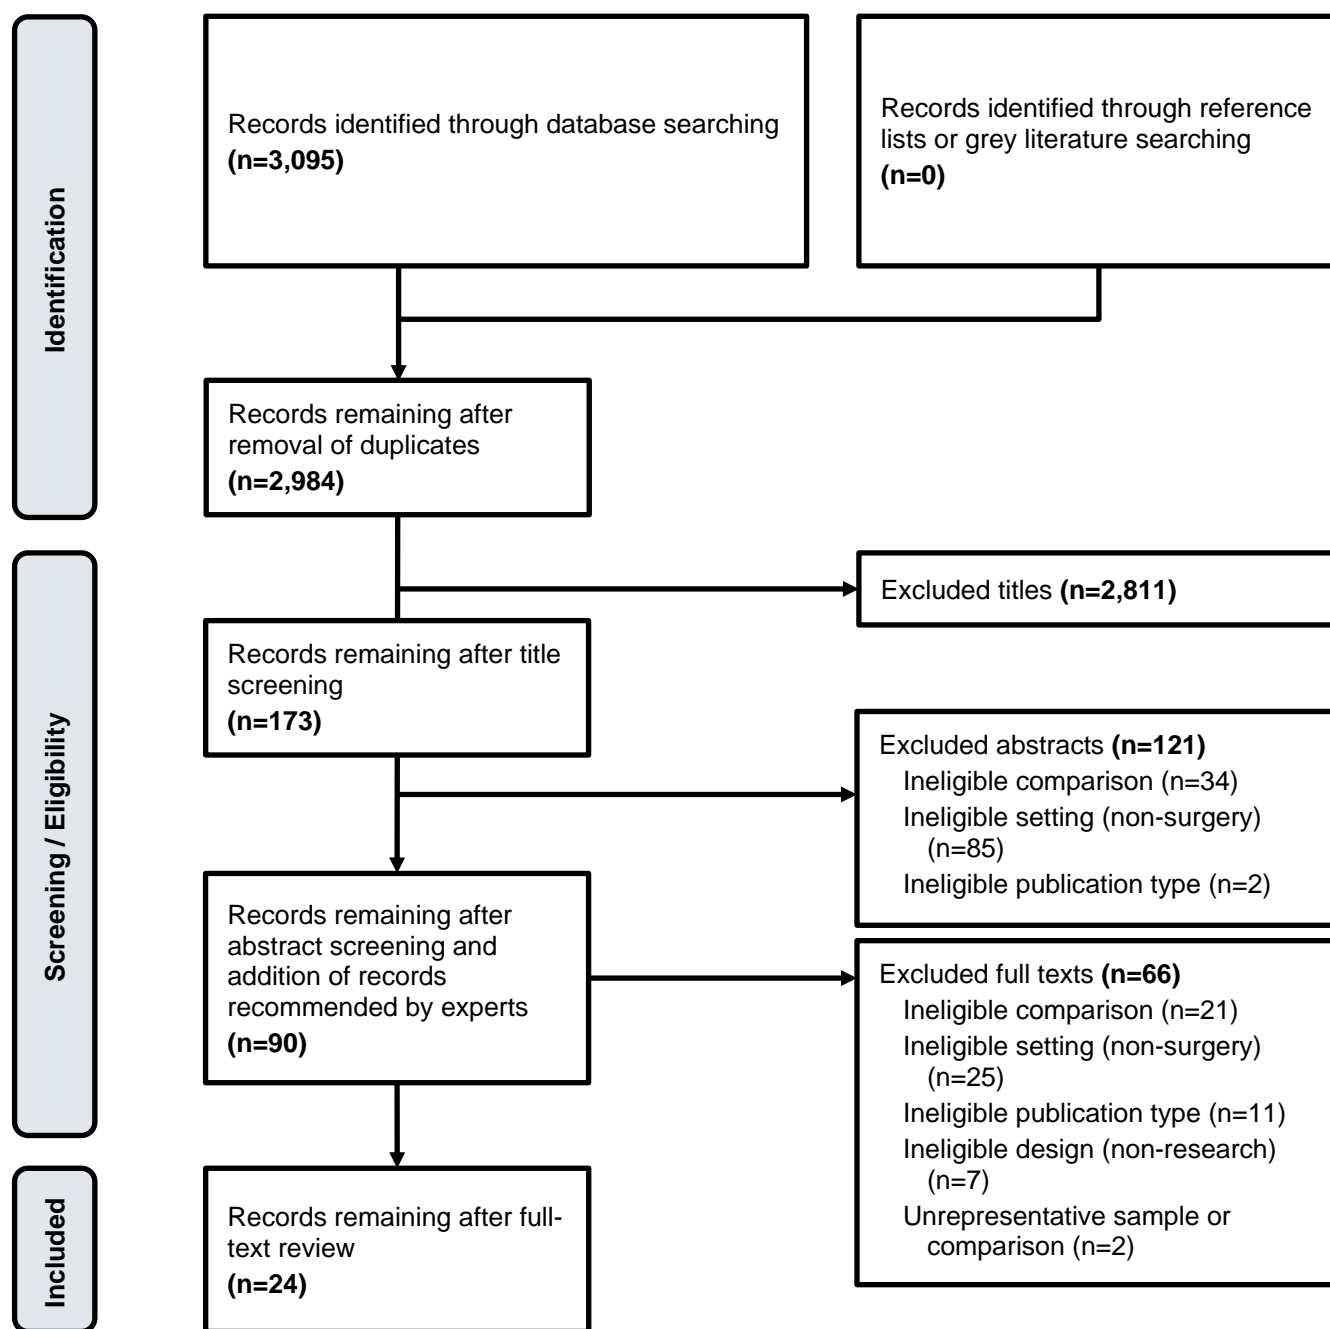 Identification
Records identified through database searching
(n=3,095)
Records identified through reference
lists or grey literature searching
(n=0)
Records remaining after
removal of duplicates
(n=2,984)
Screening / Eligibility
Excluded titles (n=2,811)
Records remaining after title
screening
(n=173)
Excluded abstracts (n=121)
Ineligible comparison (n=34)
Ineligible setting (non-surgery)
(n=85)
Ineligible publication type (n=2)
Records remaining after
abstract screening and
addition of records
recommended by experts
(n=90)
Excluded full texts (n=66)
Ineligible comparison (n=21)
Ineligible setting (non-surgery)
(n=25)
Ineligible publication type (n=11)
Ineligible design (non-research)
(n=7)
Unrepresentative sample or
comparison (n=2)
Included
Records remaining after full-
text review
(n=24)